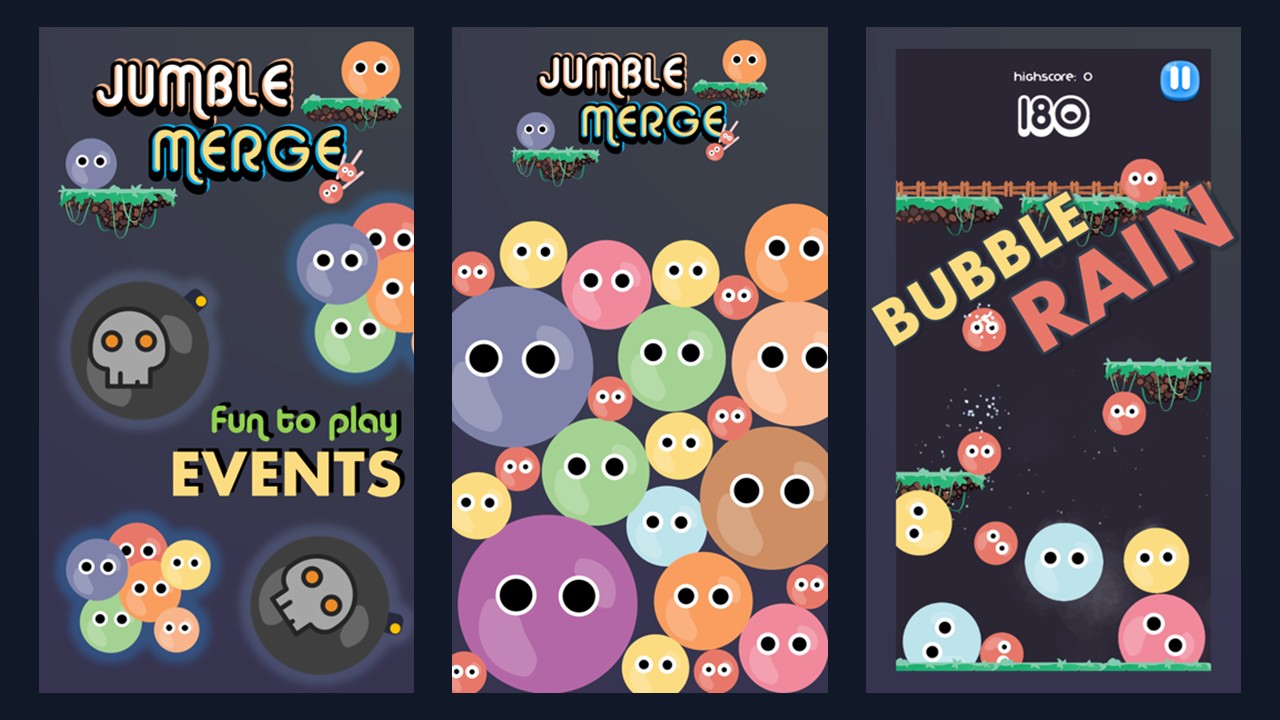 JUMBLE
MERGE
Fun to play
EVENTS
JUMBLE
MERGE
highscore: 0
180
BUBBLE
RAIN